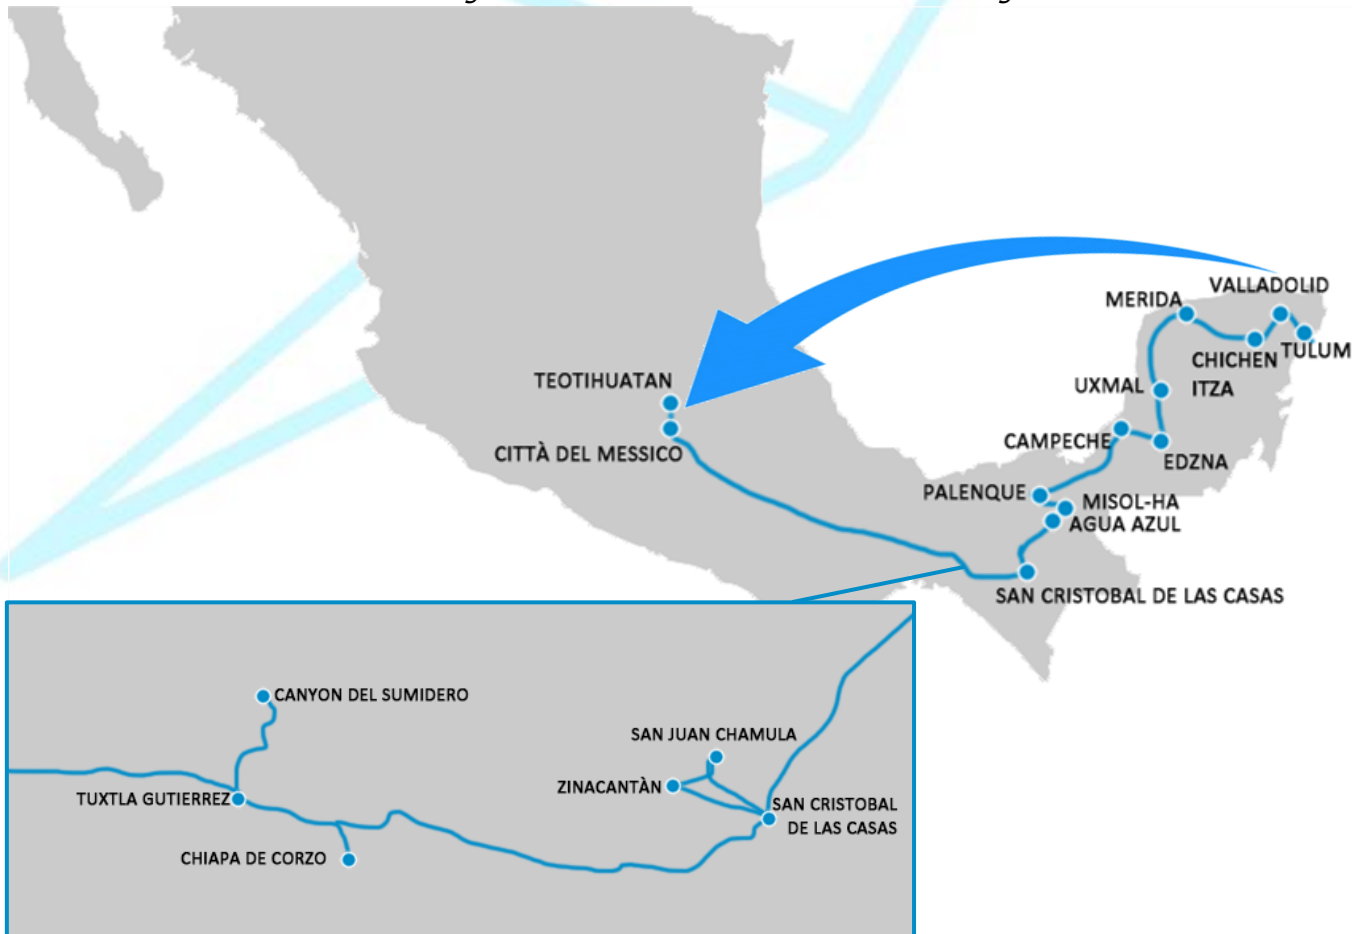 VALLADOLID
MERIDA
CHICHEN
ITZA
TULUM
TEOTIHUATAN
UXMAL
CITTÀ DEL MESSICO
CAMPECHE
EDZNA
PALENQUE
MISOL-HA
AGUA AZUL
SAN CRISTOBAL DE LAS CASAS
CANYON DEL SUMIDERO
SAN JUAN CHAMULA
ZINACANTÀN
TUXTLA GUTIERREZ
SAN CRISTOBAL
DE LAS CASAS
CHIAPA DE CORZO